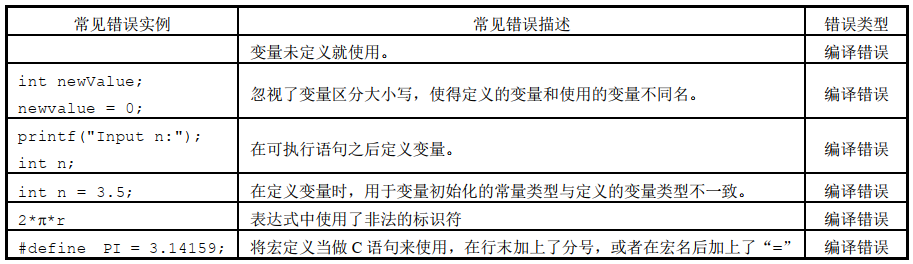 常见错误实例 常见错误描述 错误类型
变量未定义就使用。 编译错误
int newValue;
newvalue = 0;
忽视了变量区分大小写，使得定义的变量和使用的变量不同名。 编译错误
printf("Input n:");
int n;
在可执行语句之后定义变量。 编译错误
int n = 3.5; 在定义变量时，用于变量初始化的常量类型与定义的变量类型不一致。 编译错误
2*π*r 表达式中使用了非法的标识符 编译错误
#define PI = 3.14159; 将宏定义当做 C 语句来使用，在行末加上了分号，或者在宏名后加上了“=” 编译错误